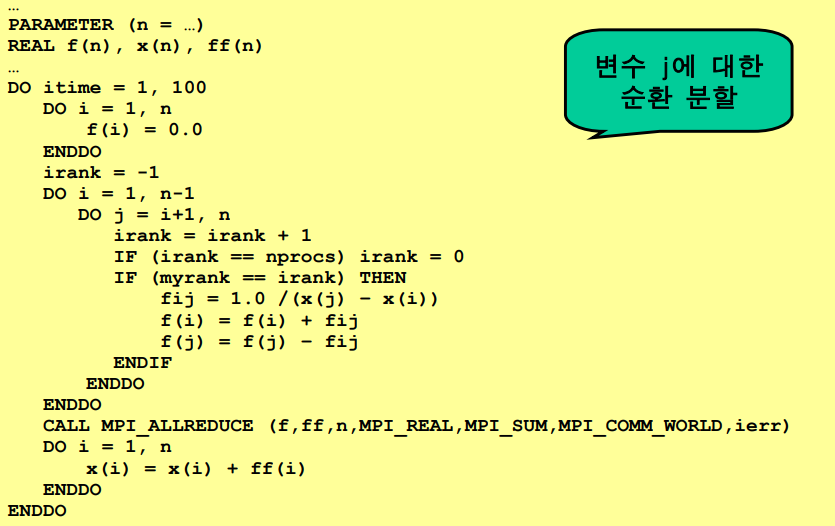 …
PARAMETER (n = …)
REAL f(n), x(n), ff(n)
…
DO itime = 1, 100
   DO i = 1, n
      f(i) = 0.0
   ENDDO
   irank = -1
   DO i = 1, n-1
      DO j = i+1, n
         irank = irank + 1
         IF (irank == nprocs) irank = 0
         IF (myrank == irank) THEN
            fij = 1.0 /(x(j) – x(i))
            f(i) = f(i) + fij
            f(j) = f(j) – fij
         ENDIF
      ENDDO
   ENDDO
   CALL MPI_ALLREDUCE (f,ff,n,MPI_REAL,MPI_SUM,MPI_COMM_WORLD,ierr)
   DO i = 1, n
      x(i) = x(i) + ff(i)
   ENDDO
ENDDO
변수 j에 대한
순환 분할